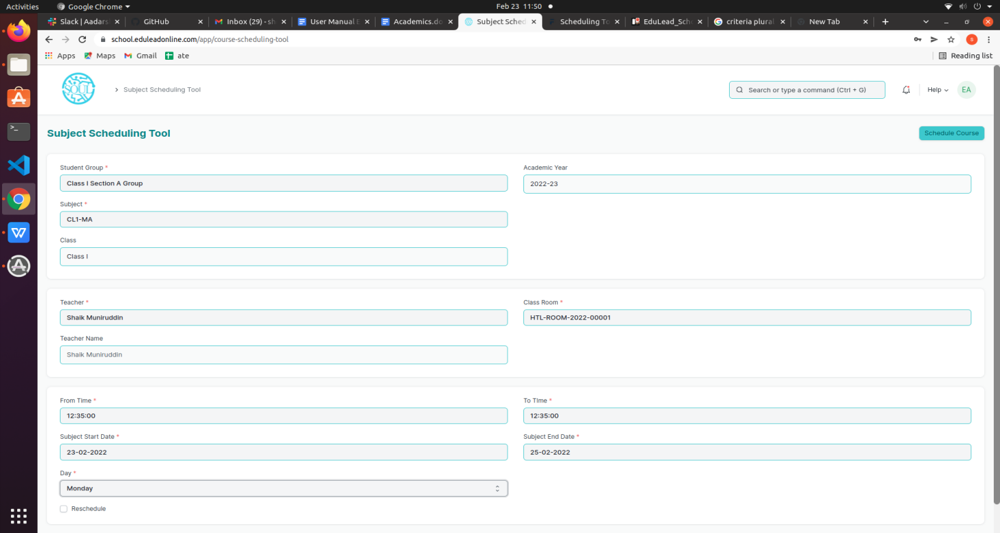 Activities Google Chrome Feb 23 11:50
Slack | Aadars GitHub Inbox (29) - sh User Manual E Academics.do Subject Sched Scheduling To EduLead_Sch criteria plural New Tab
school.eduleadonline.com/app/course-scheduling-tool S
Apps Maps Gmail ate Reading list
SOUL Subject Scheduling Tool Search or type a command (Ctrl + G) Help EA
Subject Scheduling Tool Schedule Course
Student Group * Academic Year
Class I Section A Group 2022-23
Subject *
CL1-MA
Class
Class I
Teacher * Class Room *
Shaik Muniruddin HTL-ROOM-2022-00001
Teacher Name
Shaik Muniruddin
From Time * To Time *
12:35:00 12:35:00
Subject Start Date * Subject End Date *
23-02-2022 25-02-2022
Day *
Monday
Reschedule